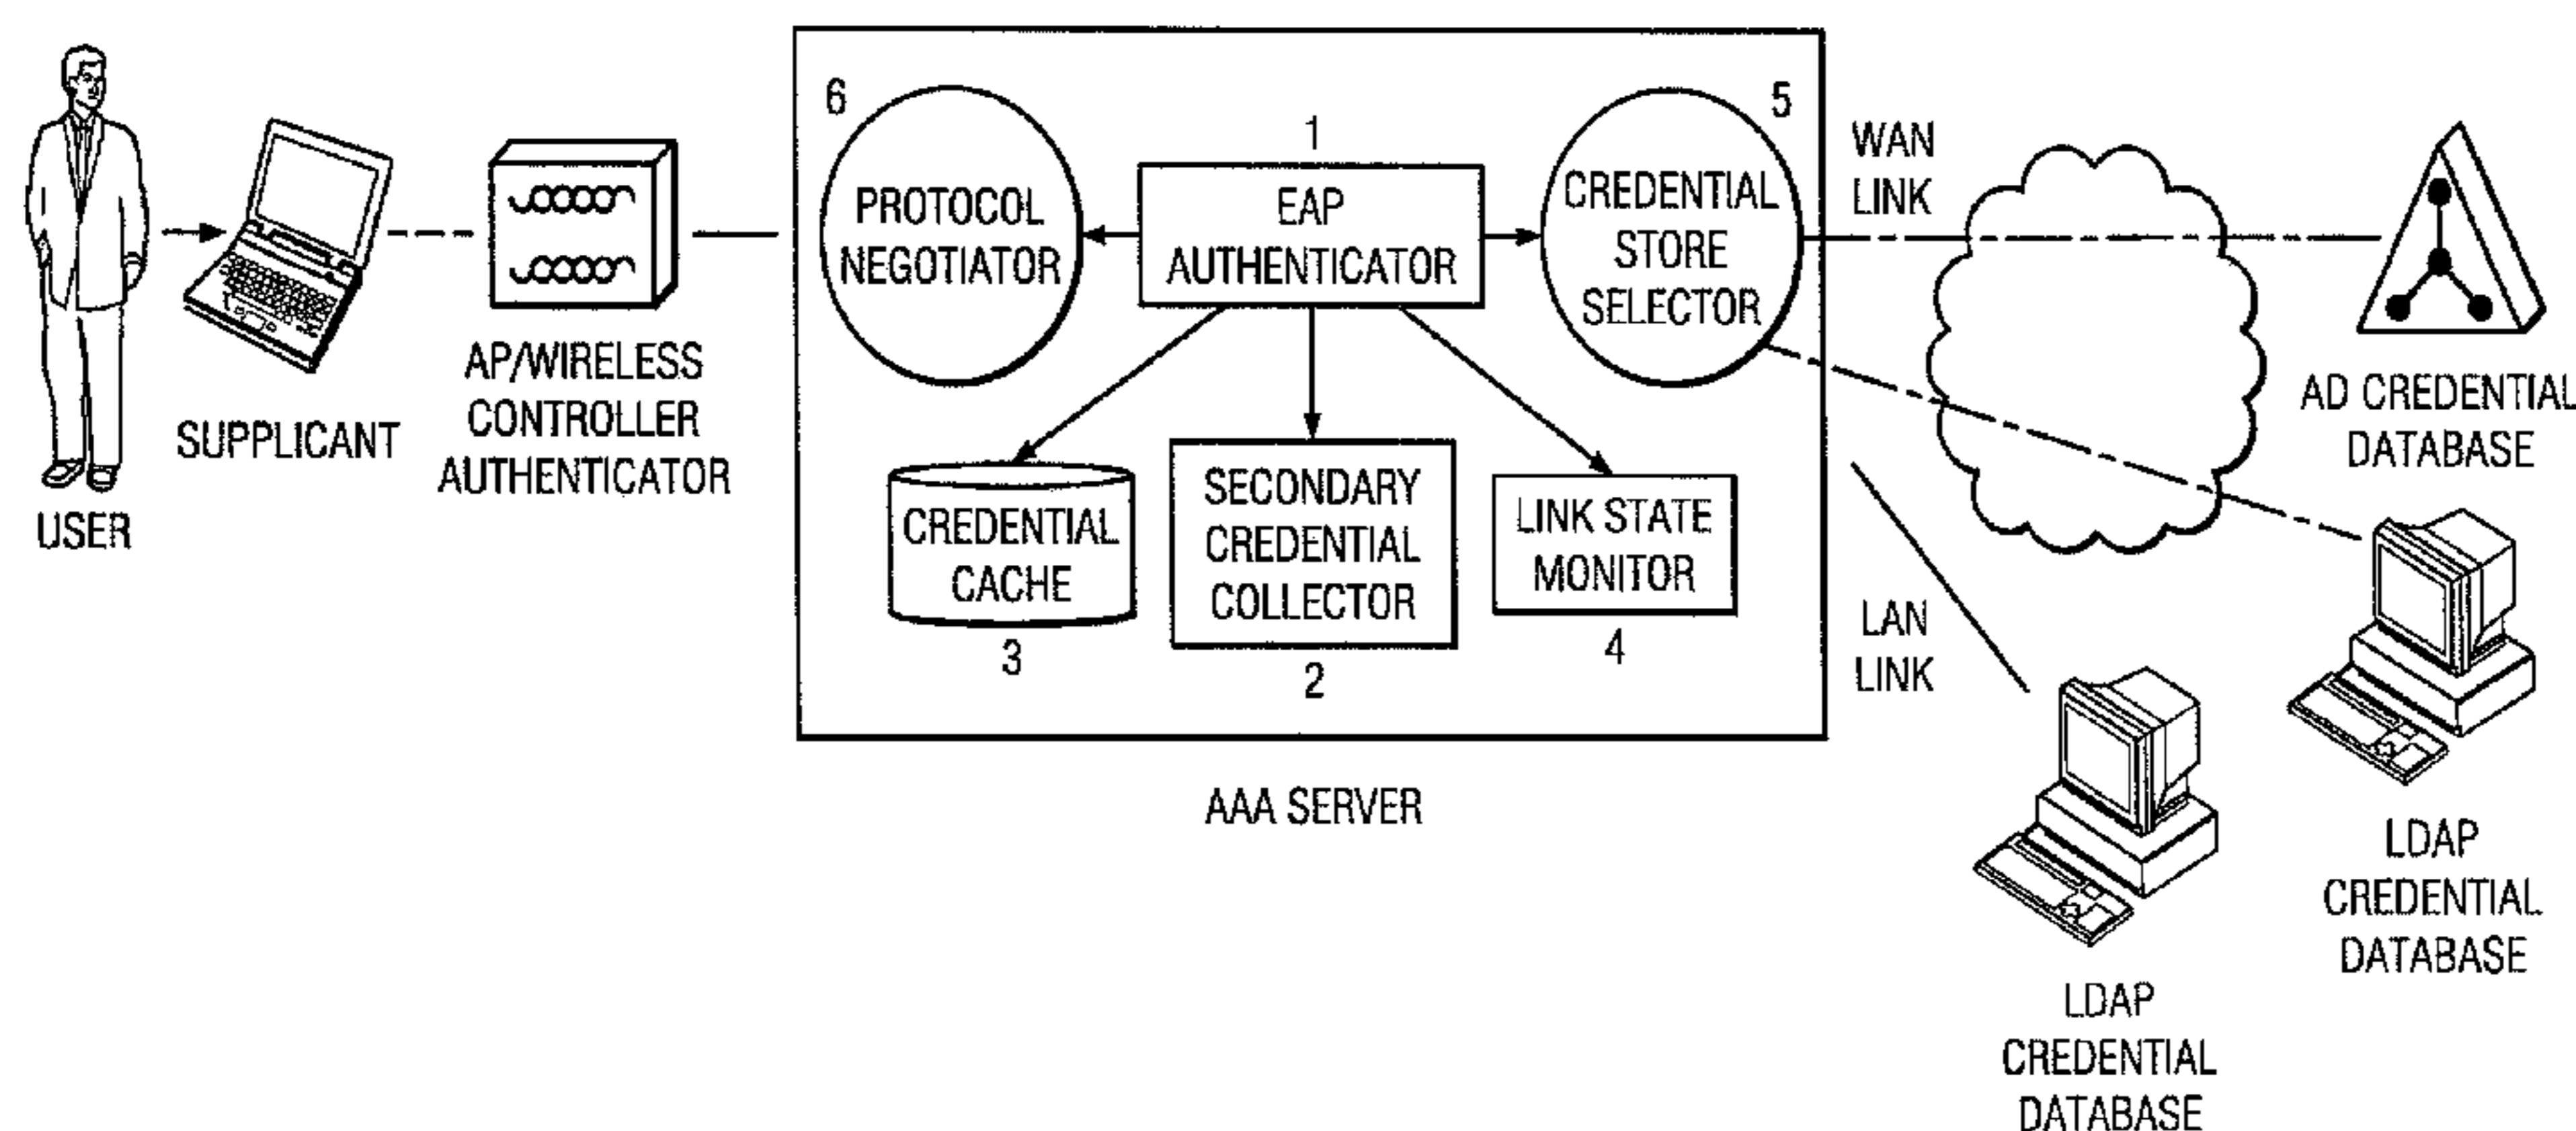 USER
SUPPLICANT
AP/WIRELESS
CONTROLLER
AUTHENTICATOR
6
PROTOCOL
NEGOTIATOR
1
EAP
AUTHENTICATOR
5
CREDENTIAL
STORE
SELECTOR
CREDENTIAL
CACHE
3
SECONDARY
CREDENTIAL
COLLECTOR
2
LINK STATE
MONITOR
4
AAA SERVER
WAN
LINK
LAN
LINK
AD CREDENTIAL
DATABASE
LDAP
CREDENTIAL
DATABASE
LDAP
CREDENTIAL
DATABASE